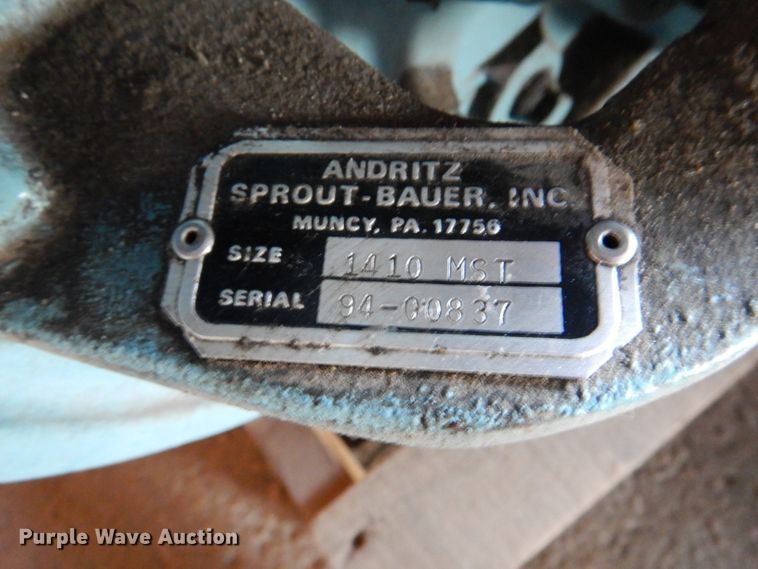 ANDRITZ
SPROUT-BAUER, INC
MUNCY, PA. 17756
SIZE 1410 MST
SERIAL 94-00837
Purple Wave Auction